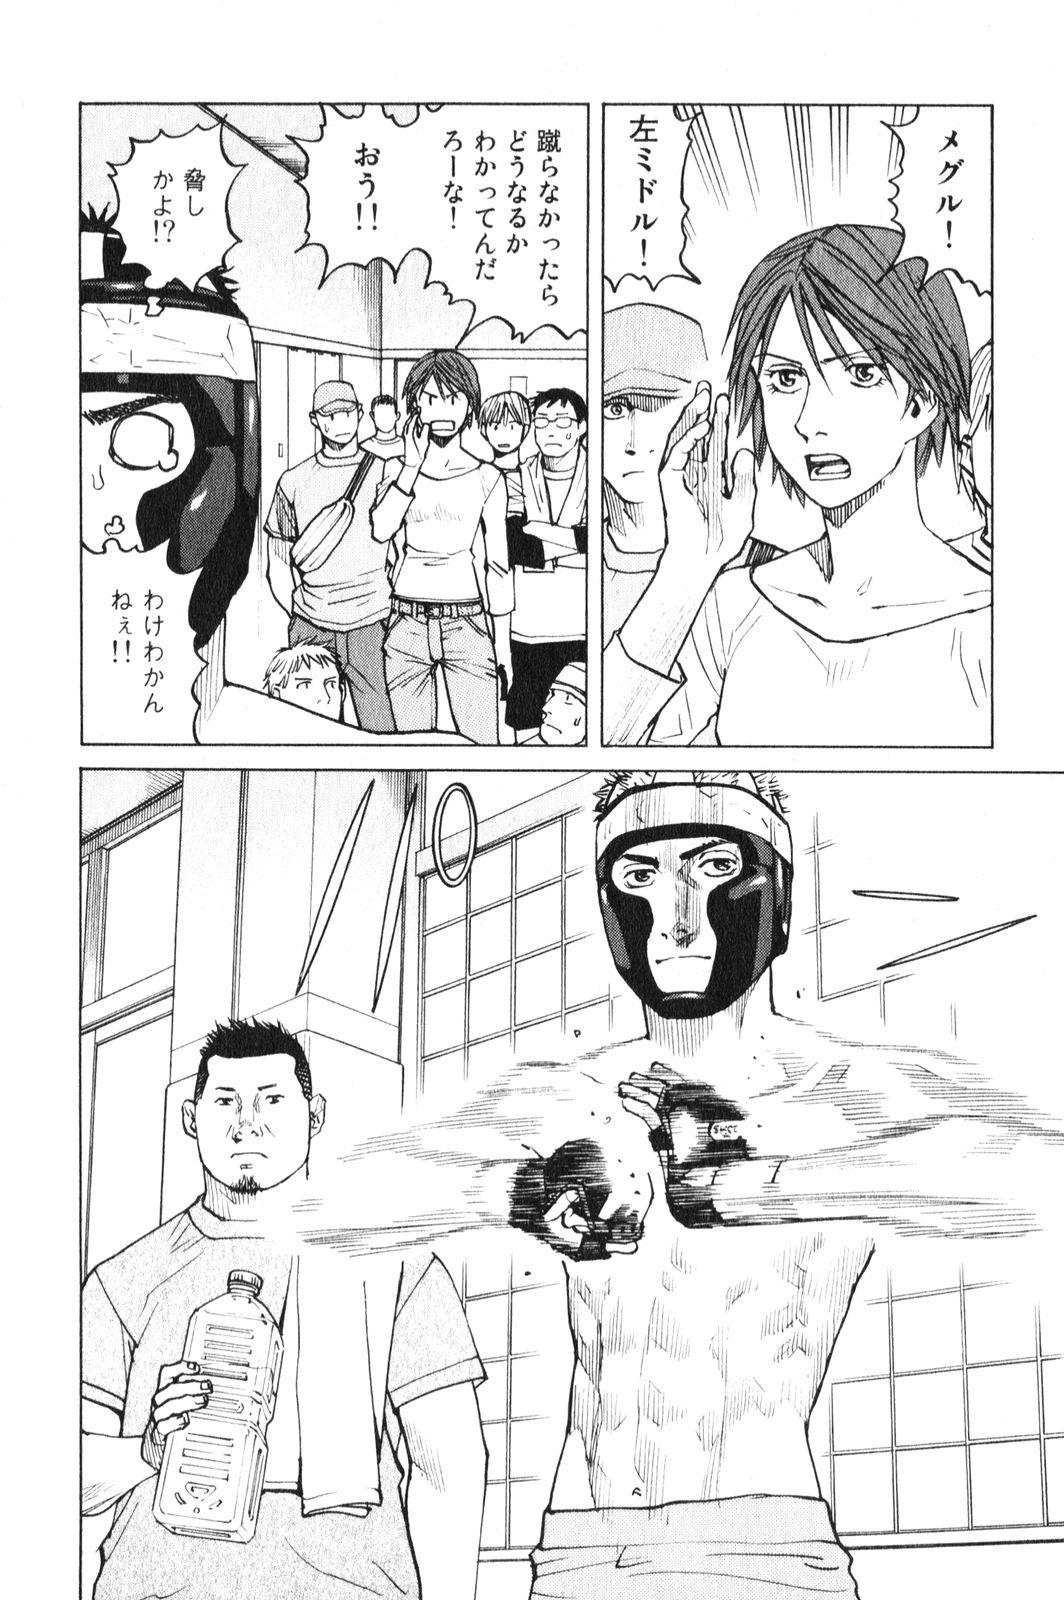 メグル！
左ミドル！
蹴らなかったら
どうなるか
わかってんだ
ろーな！
おう!!
脅し
かよ!?
わけわかん
ねぇ!!